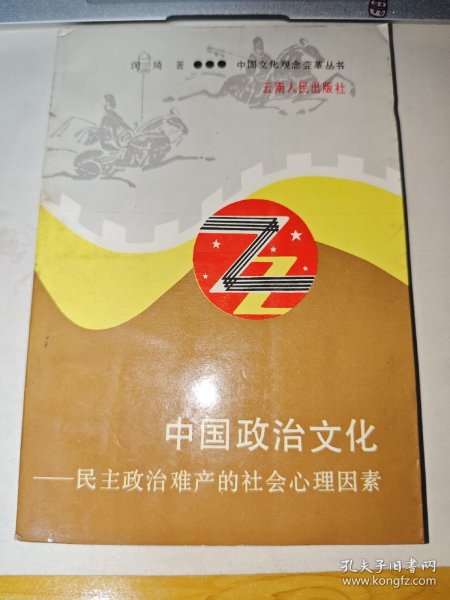 闵琦 著 ●●● 中国文化观念变革丛书
云南人民出版社
ZZ
中国政治文化
——民主政治难产的社会心理因素
孔夫子旧书网
www.kongfz.com